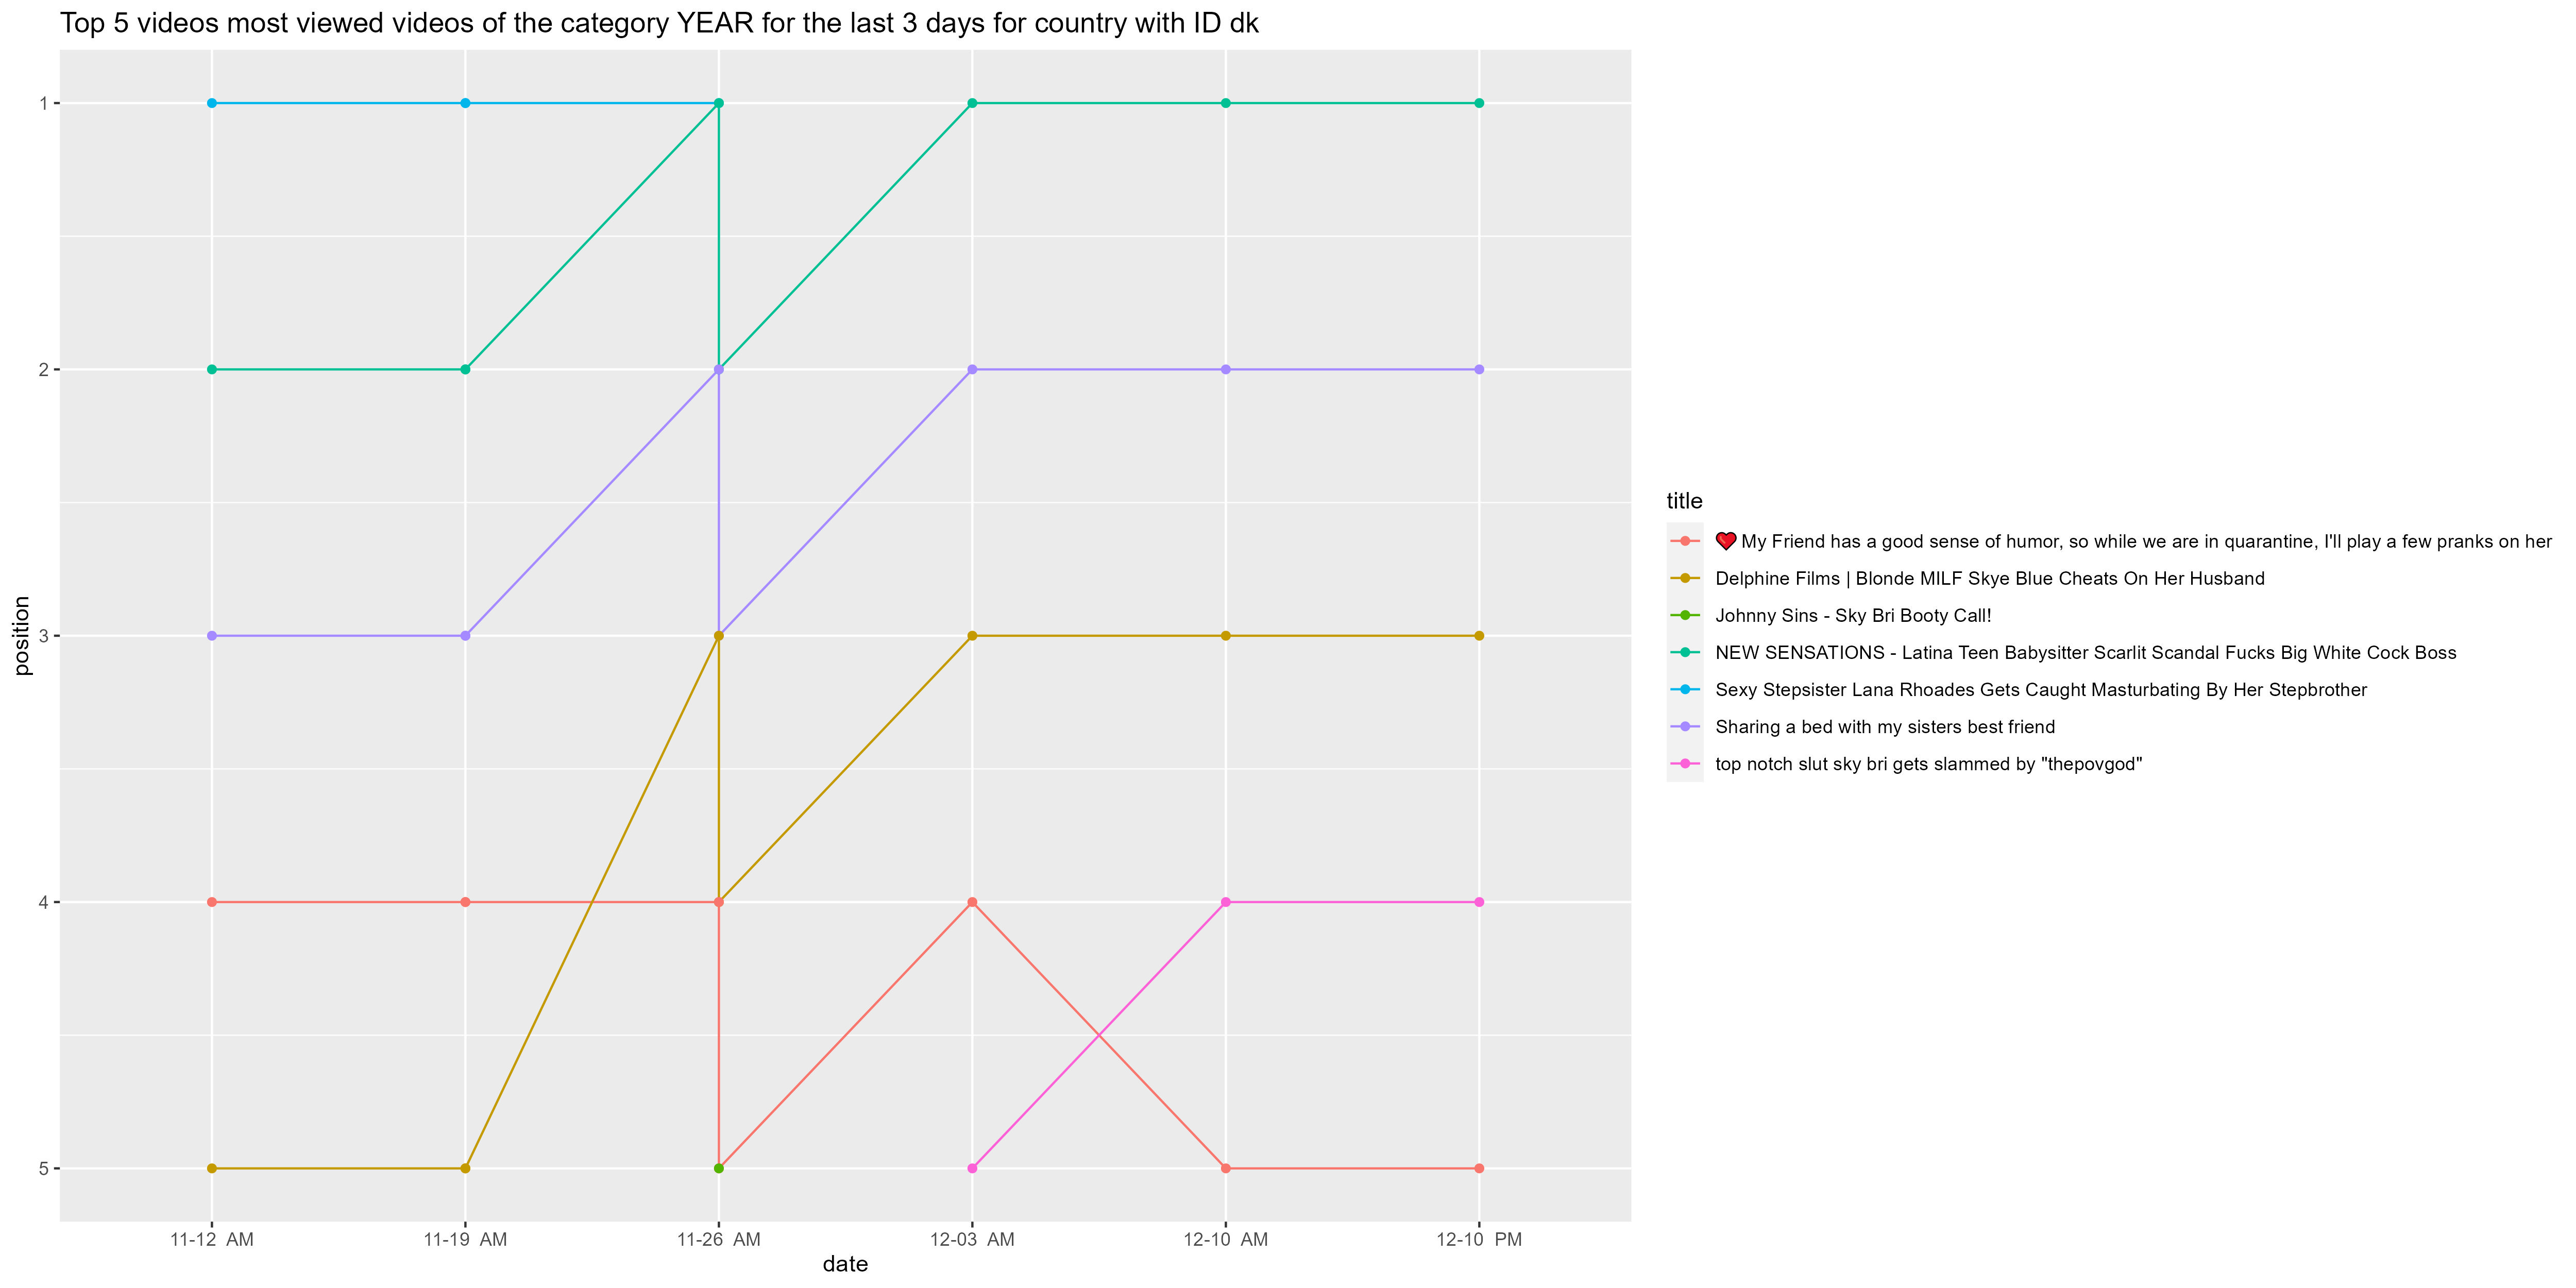 Top 5 videos most viewed videos of the category YEAR for the last 3 days for country with ID dk
1
2
3
4
5
position
11-12  AM
11-19  AM
11-26  AM
12-03  AM
12-10  AM
12-10  PM
date
title
❤️ My Friend has a good sense of humor, so while we are in quarantine, I'll play a few pranks on her
Delphine Films | Blonde MILF Skye Blue Cheats On Her Husband
Johnny Sins - Sky Bri Booty Call!
NEW SENSATIONS - Latina Teen Babysitter Scarlit Scandal Fucks Big White Cock Boss
Sexy Stepsister Lana Rhoades Gets Caught Masturbating By Her Stepbrother
Sharing a bed with my sisters best friend
top notch slut sky bri gets slammed by "thepovgod"